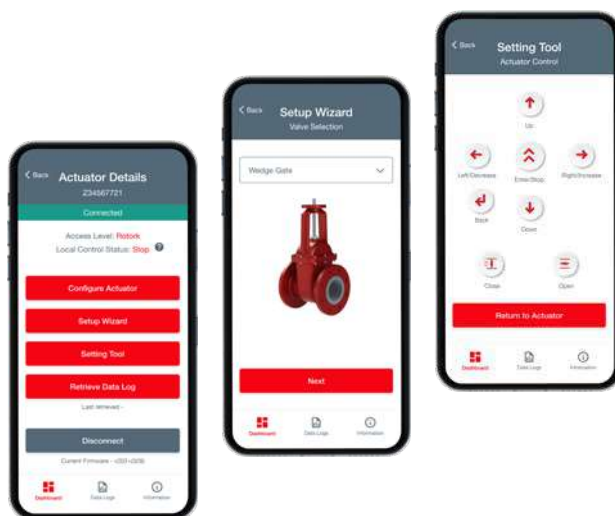 Back
Actuator Details
234567721
Connected
Access Level: Rotork
Local Control Status: Stop
Configure Actuator
Setup Wizard
Setting Tool
Retrieve Data Log
Last retrieved -
Disconnect
Dashboard
Data Logs
Information
Back
Setup Wizard
Valve Selection
Wedge Gate
Next
Dashboard
Data Logs
Information
Back
Setting Tool
Actuator Control
Up
Left/Decrease
Enter/Stop
Right/Increase
Back
Down
Close
Open
Return to Actuator
Dashboard
Data Logs
Information